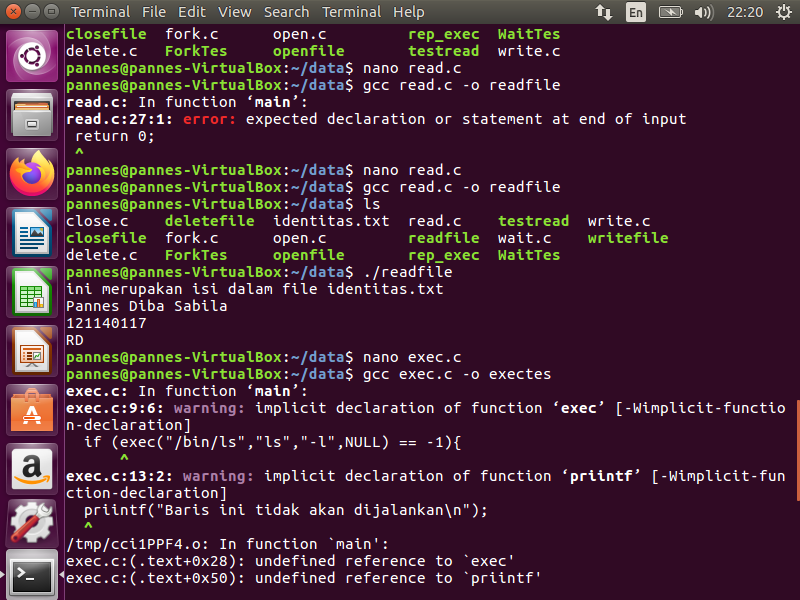 Terminal File Edit View Search Terminal Help En 22:20
closefile fork.c open.c rep_exec WaitTes
delete.c ForkTes openfile testread write.c
pannes@pannes-VirtualBox:~/data$ nano read.c
pannes@pannes-VirtualBox:~/data$ gcc read.c -o readfile
read.c: In function ‘main’:
read.c:27:1: error: expected declaration or statement at end of input
return 0;
^
pannes@pannes-VirtualBox:~/data$ nano read.c
pannes@pannes-VirtualBox:~/data$ gcc read.c -o readfile
pannes@pannes-VirtualBox:~/data$ ls
close.c deletefile identitas.txt read.c testread write.c
closefile fork.c open.c readfile wait.c writefile
delete.c ForkTes openfile rep_exec WaitTes
pannes@pannes-VirtualBox:~/data$ ./readfile
ini merupakan isi dalam file identitas.txt
Pannes Diba Sabila
121140117
RD
pannes@pannes-VirtualBox:~/data$ nano exec.c
pannes@pannes-VirtualBox:~/data$ gcc exec.c -o exectes
exec.c: In function ‘main’:
exec.c:9:6: warning: implicit declaration of function ‘exec’ [-Wimplicit-functio
n-declaration]
if (exec("/bin/ls","ls","-l",NULL) == -1){
^
exec.c:13:2: warning: implicit declaration of function ‘priintf’ [-Wimplicit-fun
ction-declaration]
priintf("Baris ini tidak akan dijalankan\n");
^
/tmp/cci1PPF4.o: In function `main':
exec.c:(.text+0x28): undefined reference to `exec'
exec.c:(.text+0x50): undefined reference to `priintf'